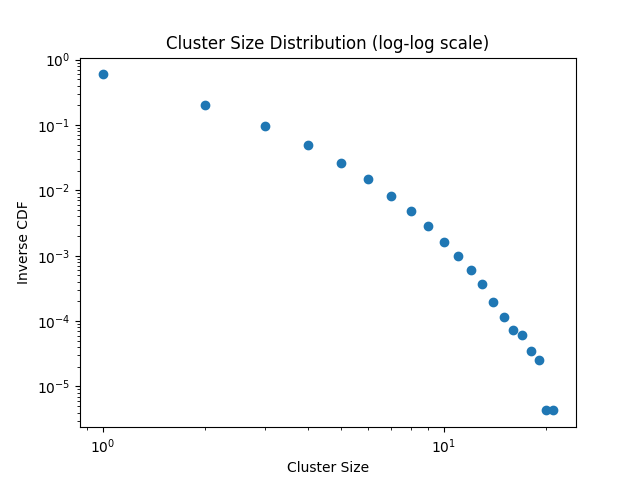 Cluster Size Distribution (log-log scale)
10⁰
10⁻¹
10⁻²
10⁻³
10⁻⁴
10⁻⁵
Inverse CDF
10⁰ 10¹
Cluster Size